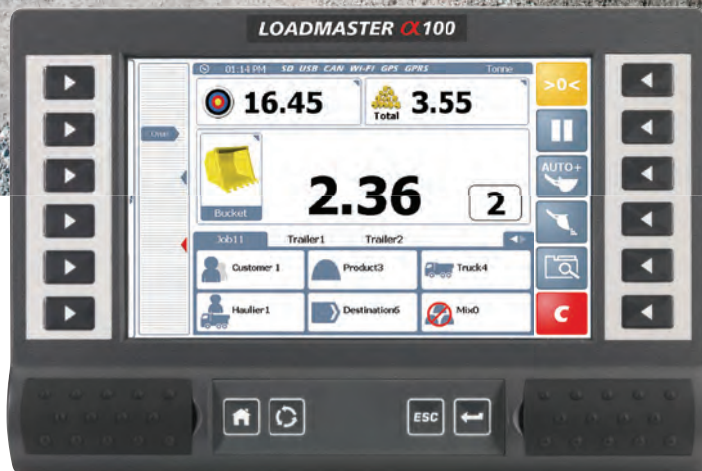 LOADMASTER α100
01:14 PM SD USB CAN Wi-Fi GPS GPRS Tonne
>0<
16.45
Total 3.55
AUTO+
Bucket
2.36
2
Job11 Trailer1 Trailer2
Customer 1 Product3 Truck4
Haulier1 Destination6 Mix0
C
ESC